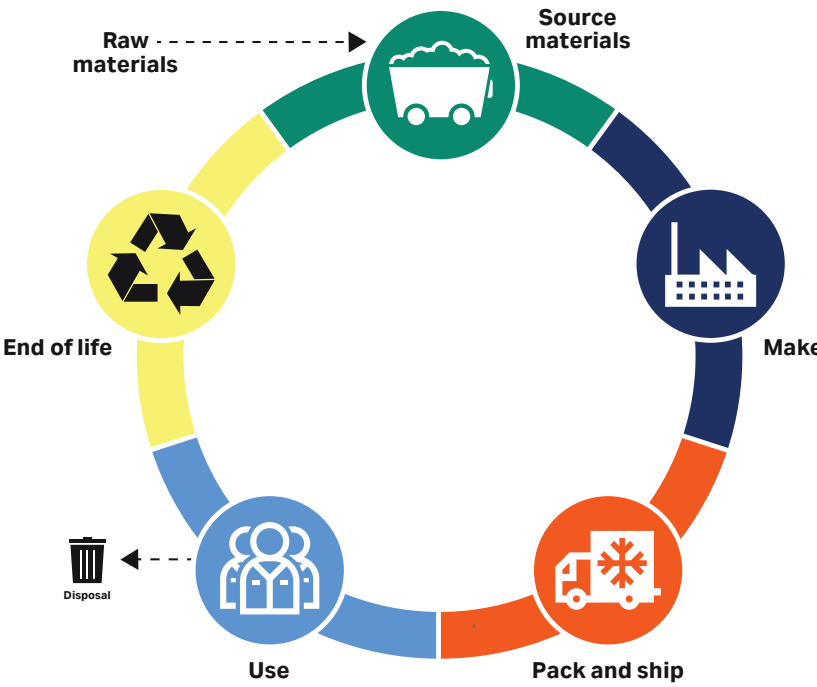 Source
materials
Raw
materials
End of life
Make
Disposal
Use
Pack and ship